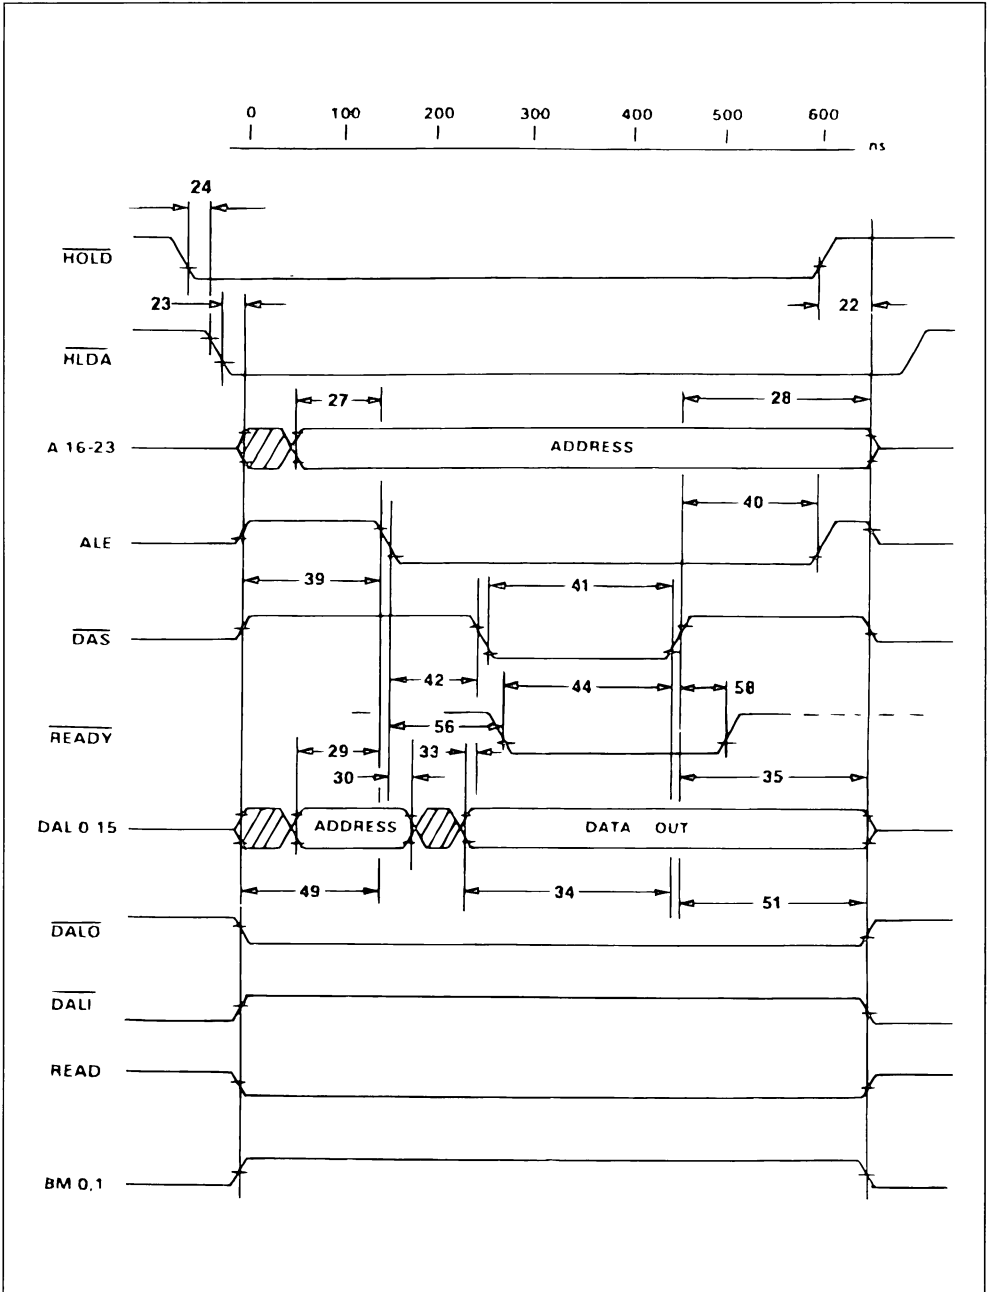 0 100 200 300 400 500 600
ns
24
HOLD
23 22
HLDA
27 28
A 16-23 ADDRESS
40
ALE
39 41
DAS
42 44 58
56
READY
29 33
30 35
DAL 0 15 ADDRESS DATA OUT
49 34 51
DALO
DALI
READ
BM 0,1